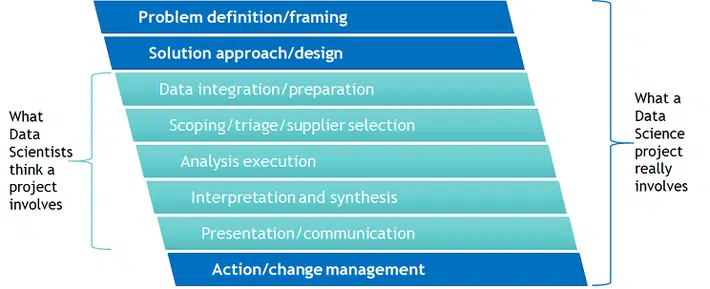 Problem definition/framing
Solution approach/design
Data integration/preparation
Scoping/triage/supplier selection
Analysis execution
Interpretation and synthesis
Presentation/communication
Action/change management
What
Data
Scientists
think a
project
involves
What a
Data
Science
project
really
involves